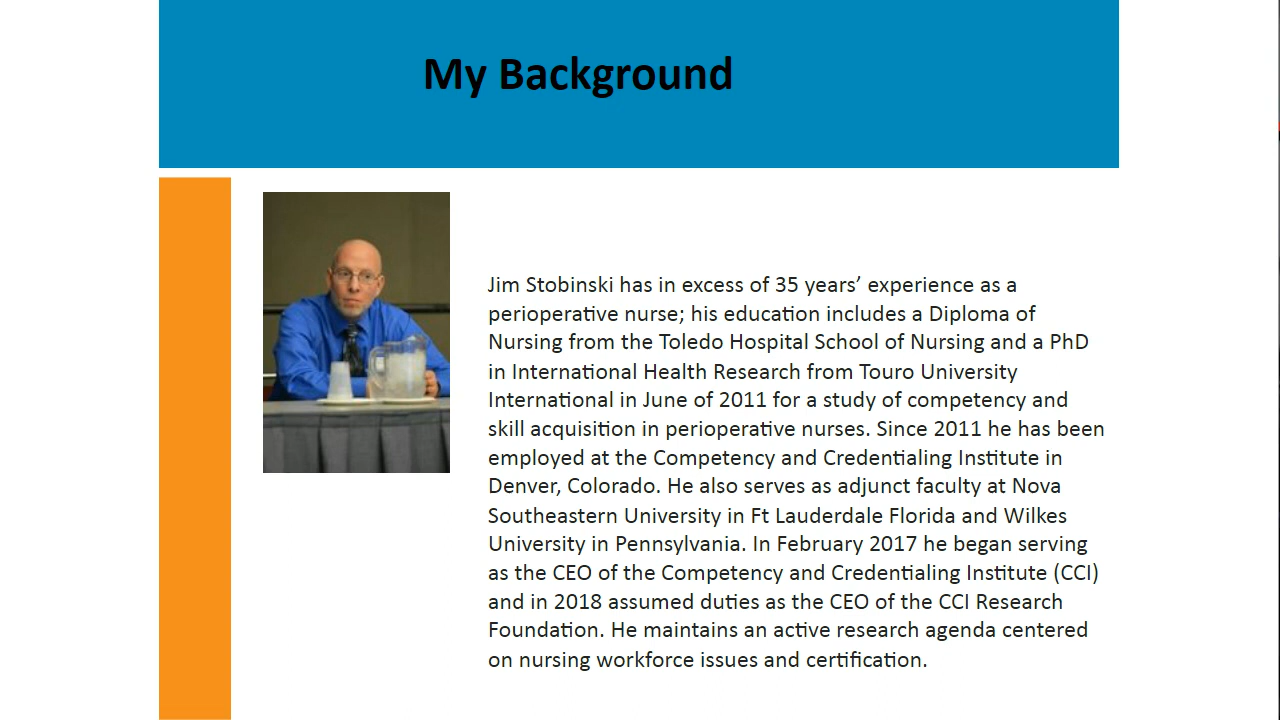 My Background
Jim Stobinski has in excess of 35 years’ experience as a
perioperative nurse; his education includes a Diploma of
Nursing from the Toledo Hospital School of Nursing and a PhD
in International Health Research from Touro University
International in June of 2011 for a study of competency and
skill acquisition in perioperative nurses. Since 2011 he has been
employed at the Competency and Credentialing Institute in
Denver, Colorado. He also serves as adjunct faculty at Nova
Southeastern University in Ft Lauderdale Florida and Wilkes
University in Pennsylvania. In February 2017 he began serving
as the CEO of the Competency and Credentialing Institute (CCI)
and in 2018 assumed duties as the CEO of the CCI Research
Foundation. He maintains an active research agenda centered
on nursing workforce issues and certification.